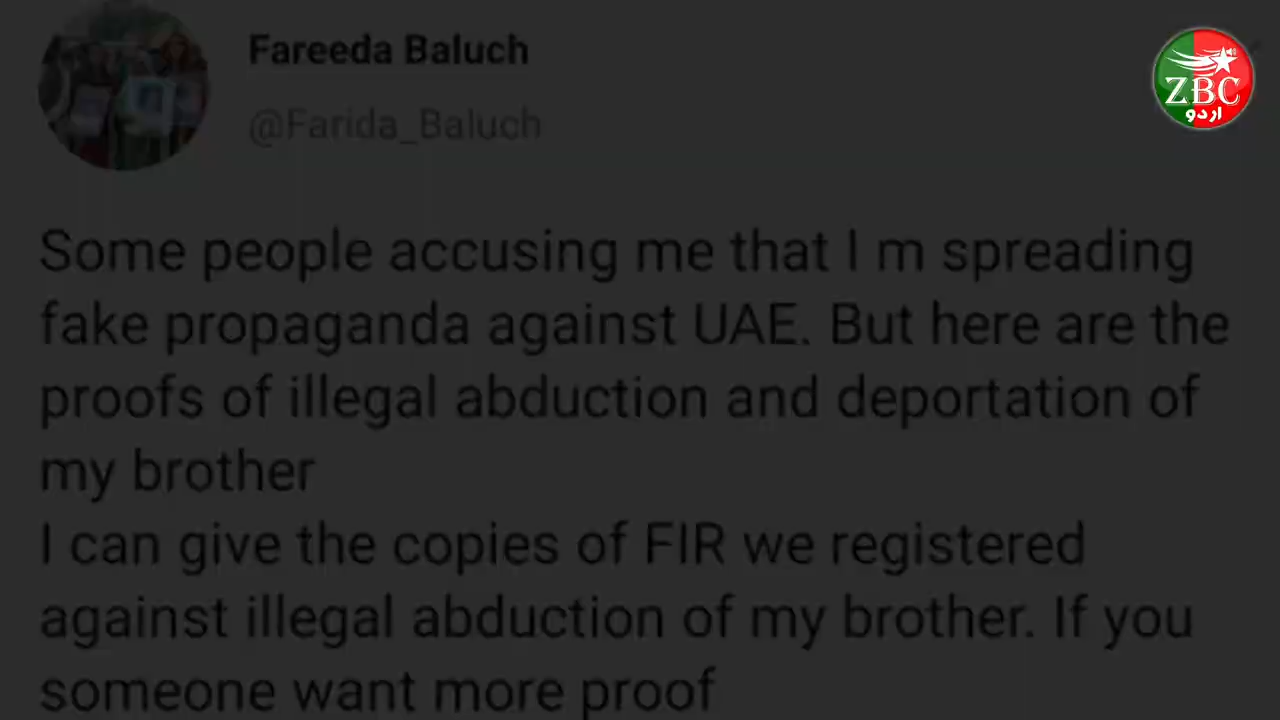 Fareeda Baluch
@Farida_Baluch
ZBC
اردو
Some people accusing me that I m spreading
fake propaganda against UAE. But here are the
proofs of illegal abduction and deportation of
my brother
I can give the copies of FIR we registered
against illegal abduction of my brother. If you
someone want more proof